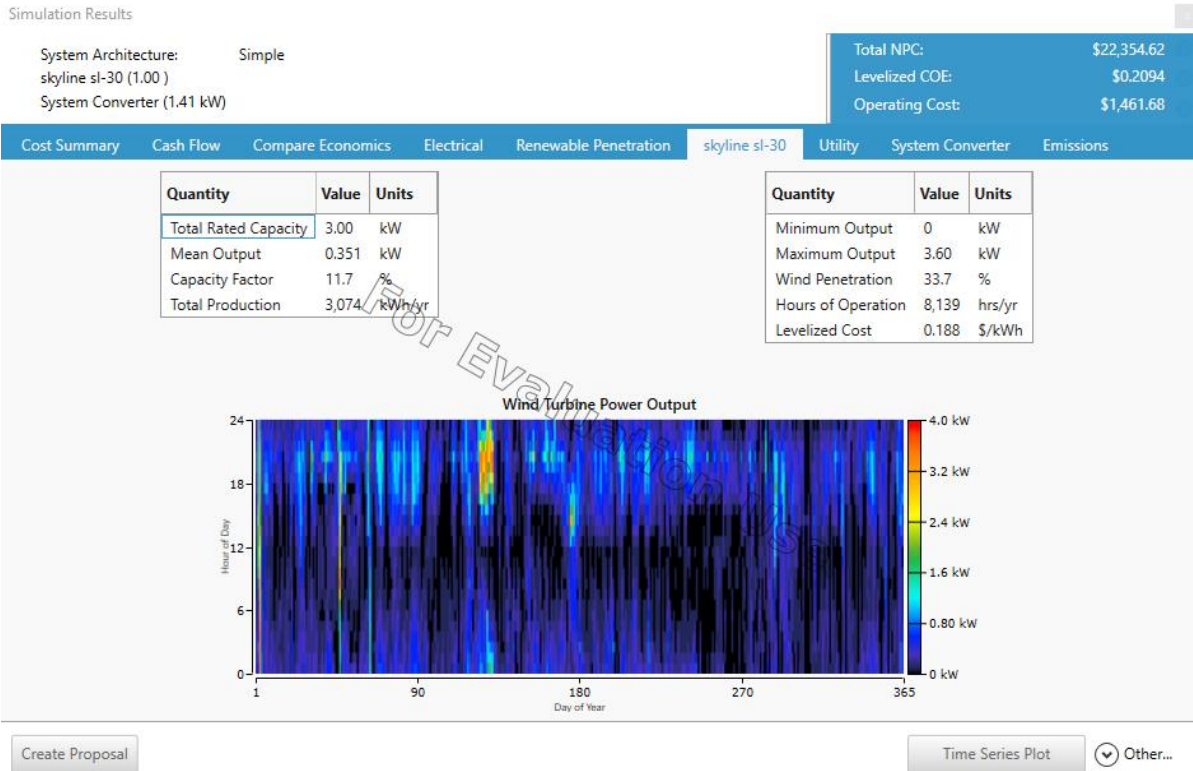 Simulation Results
System Architecture: Simple
skyline sl-30 (1.00 )
System Converter (1.41 kW)
Total NPC: $22,354.62
Levelized COE: $0.2094
Operating Cost: $1,461.68
Cost Summary Cash Flow Compare Economics Electrical Renewable Penetration skyline sl-30 Utility System Converter Emissions
Quantity Value Units
Total Rated Capacity 3.00 kW
Mean Output 0.351 kW
Capacity Factor 11.7 %
Total Production 3,074 kWh/yr
Quantity Value Units
Minimum Output 0 kW
Maximum Output 3.60 kW
Wind Penetration 33.7 %
Hours of Operation 8,139 hrs/yr
Levelized Cost 0.188 $/kWh
For Evaluation Use
Wind Turbine Power Output
24
18
12
6
0
Hour of Day
1 90 180 270 365
Day of Year
4.0 kW
3.2 kW
2.4 kW
1.6 kW
0.80 kW
0 kW
Create Proposal
Time Series Plot
Other...